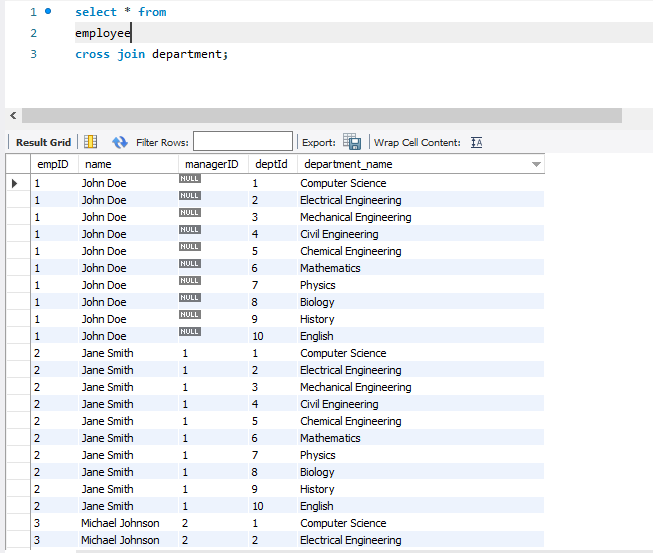 1 select * from
2 employee
3 cross join department;
Result Grid Filter Rows: Export: Wrap Cell Content:
empID name managerID deptId department_name
1 John Doe NULL 1 Computer Science
1 John Doe NULL 2 Electrical Engineering
1 John Doe NULL 3 Mechanical Engineering
1 John Doe NULL 4 Civil Engineering
1 John Doe NULL 5 Chemical Engineering
1 John Doe NULL 6 Mathematics
1 John Doe NULL 7 Physics
1 John Doe NULL 8 Biology
1 John Doe NULL 9 History
1 John Doe NULL 10 English
2 Jane Smith 1 1 Computer Science
2 Jane Smith 1 2 Electrical Engineering
2 Jane Smith 1 3 Mechanical Engineering
2 Jane Smith 1 4 Civil Engineering
2 Jane Smith 1 5 Chemical Engineering
2 Jane Smith 1 6 Mathematics
2 Jane Smith 1 7 Physics
2 Jane Smith 1 8 Biology
2 Jane Smith 1 9 History
2 Jane Smith 1 10 English
3 Michael Johnson 2 1 Computer Science
3 Michael Johnson 2 2 Electrical Engineering